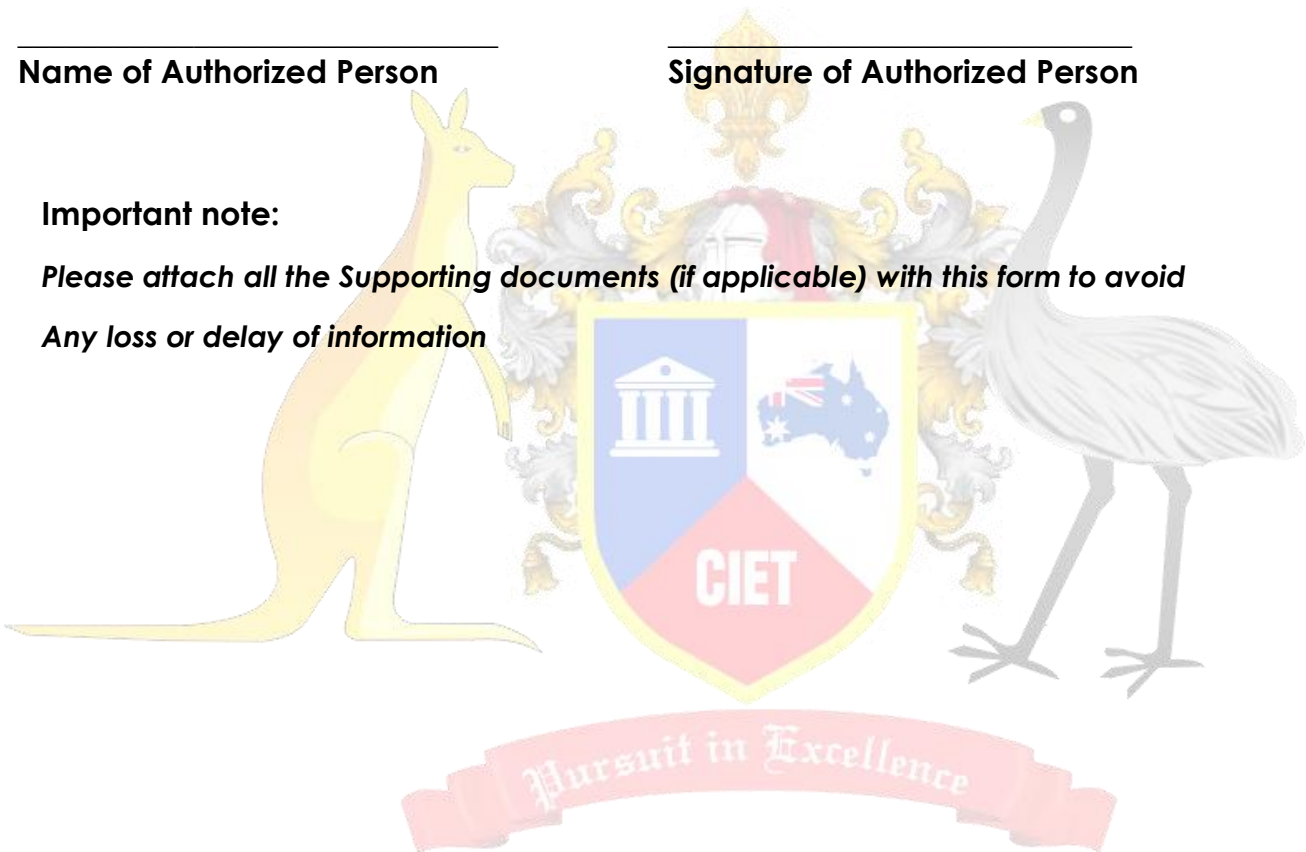 Name of Authorized Person
Signature of Authorized Person
Important note:
Please attach all the Supporting documents (if applicable) with this form to avoid
Any loss or delay of information
CIET
Pursuit in Excellence